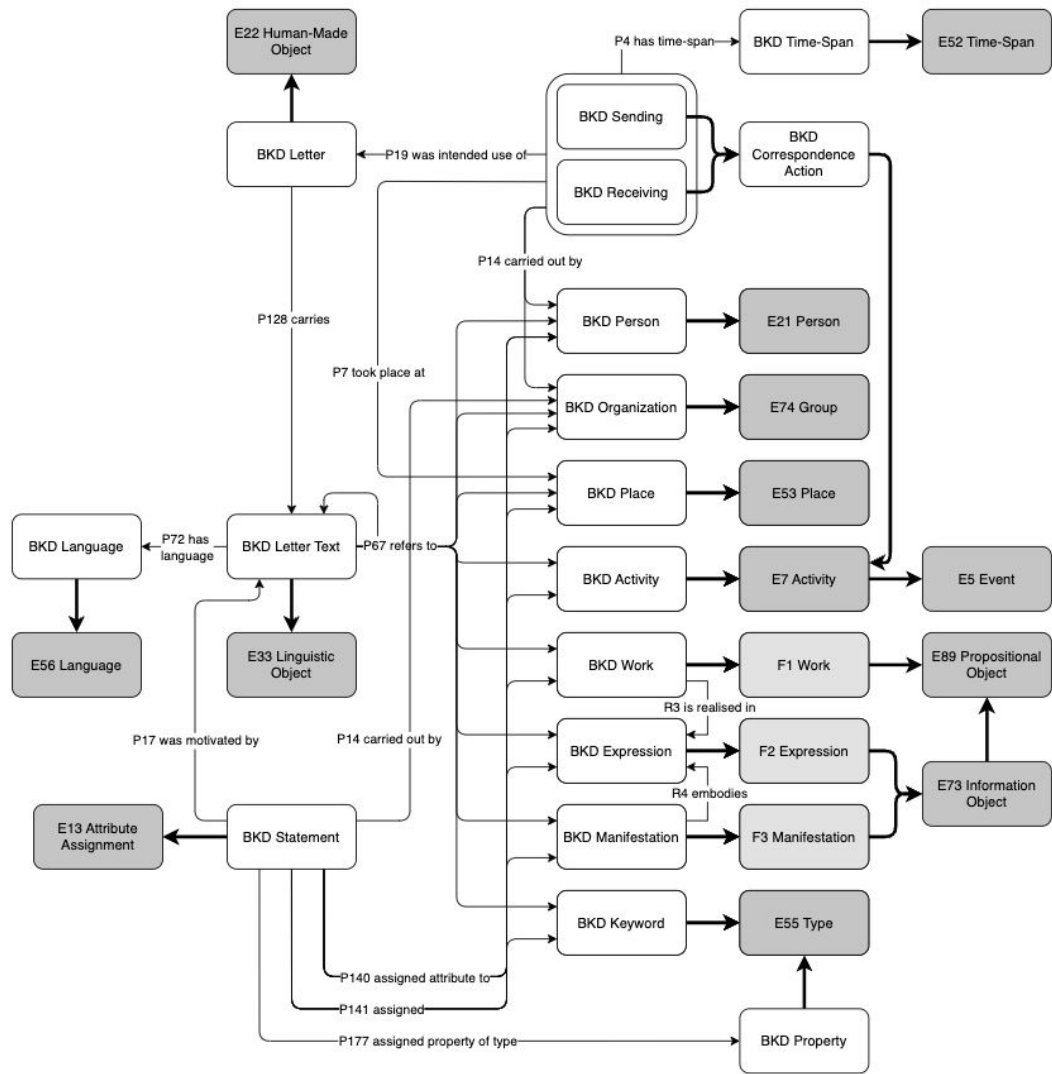 E22 Human-Made
Object
P4 has time-span
BKD Time-Span
E52 Time-Span
BKD Sending
BKD Letter
P19 was intended use of
BKD
Correspondence
Action
BKD Receiving
P14 carried out by
P128 carries
BKD Person
E21 Person
P7 took place at
BKD Organization
E74 Group
BKD Place
E53 Place
BKD Language
P72 has
language
BKD Letter Text
P67 refers to
BKD Activity
E7 Activity
E5 Event
E56 Language
E33 Linguistic
Object
BKD Work
F1 Work
E89 Propositional
Object
R3 is realised in
P17 was motivated by
P14 carried out by
BKD Expression
F2 Expression
R4 embodies
E73 Information
Object
E13 Attribute
Assignment
BKD Statement
BKD Manifestation
F3 Manifestation
BKD Keyword
E55 Type
P140 assigned attribute to
P141 assigned
P177 assigned property of type
BKD Property